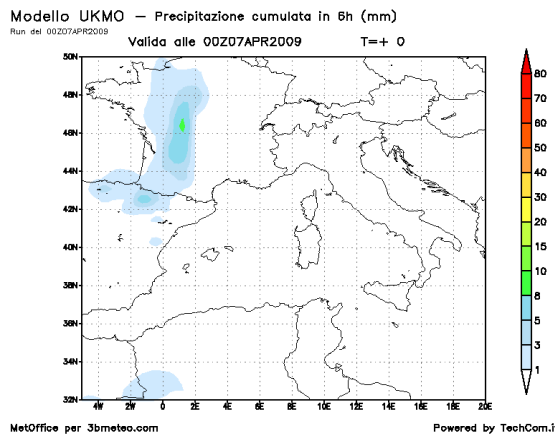 Modello UKMO – Precipitazione cumulata in 6h (mm)
Run del 00Z07APR2009
Valida alle 00Z07APR2009 T=+ 0
50N
48N
46N
44N
42N
40N
38N
36N
34N
32N
4W 2W 0 2E 4E 6E 8E 10E 12E 14E 16E 18E 20E
80
70
60
50
40
30
20
15
10
8
5
3
1
MetOffice per 3bmeteo.com
Powered by TechCom.i